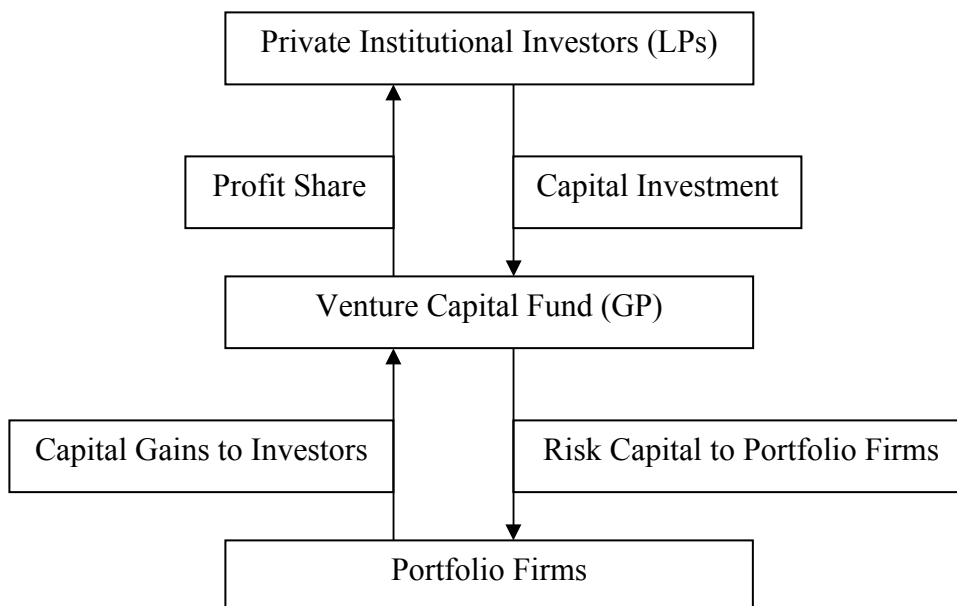 Private Institutional Investors (LPs)
Profit Share
Capital Investment
Venture Capital Fund (GP)
Capital Gains to Investors
Risk Capital to Portfolio Firms
Portfolio Firms